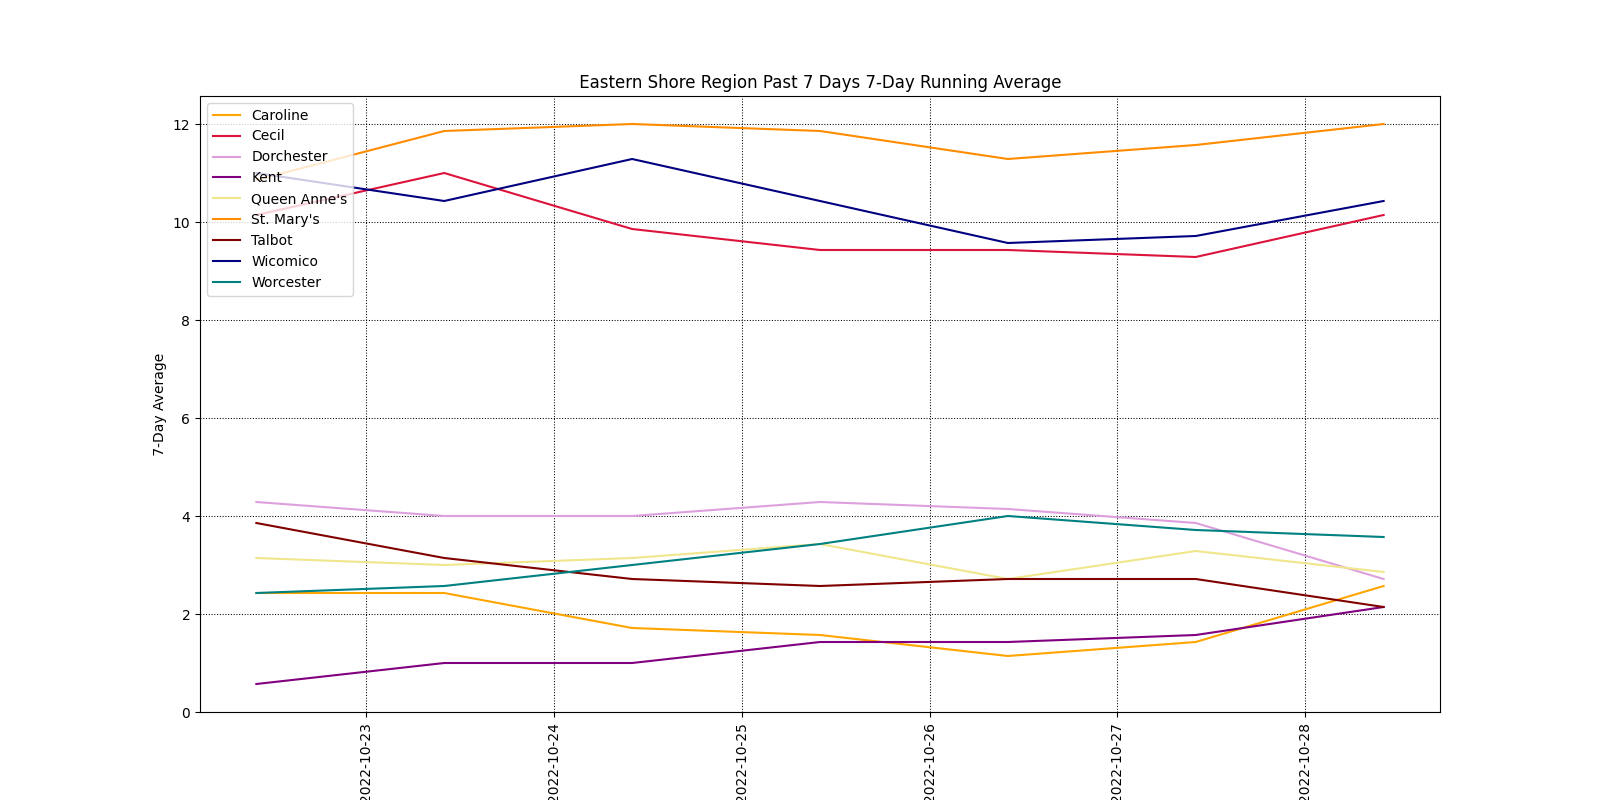 Eastern Shore Region Past 7 Days 7-Day Running Average
Caroline
Cecil
Dorchester
Kent
Queen Anne's
St. Mary's
Talbot
Wicomico
Worcester
12
10
8
6
4
2
0
7-Day Average
2022-10-23
2022-10-24
2022-10-25
2022-10-26
2022-10-27
2022-10-28